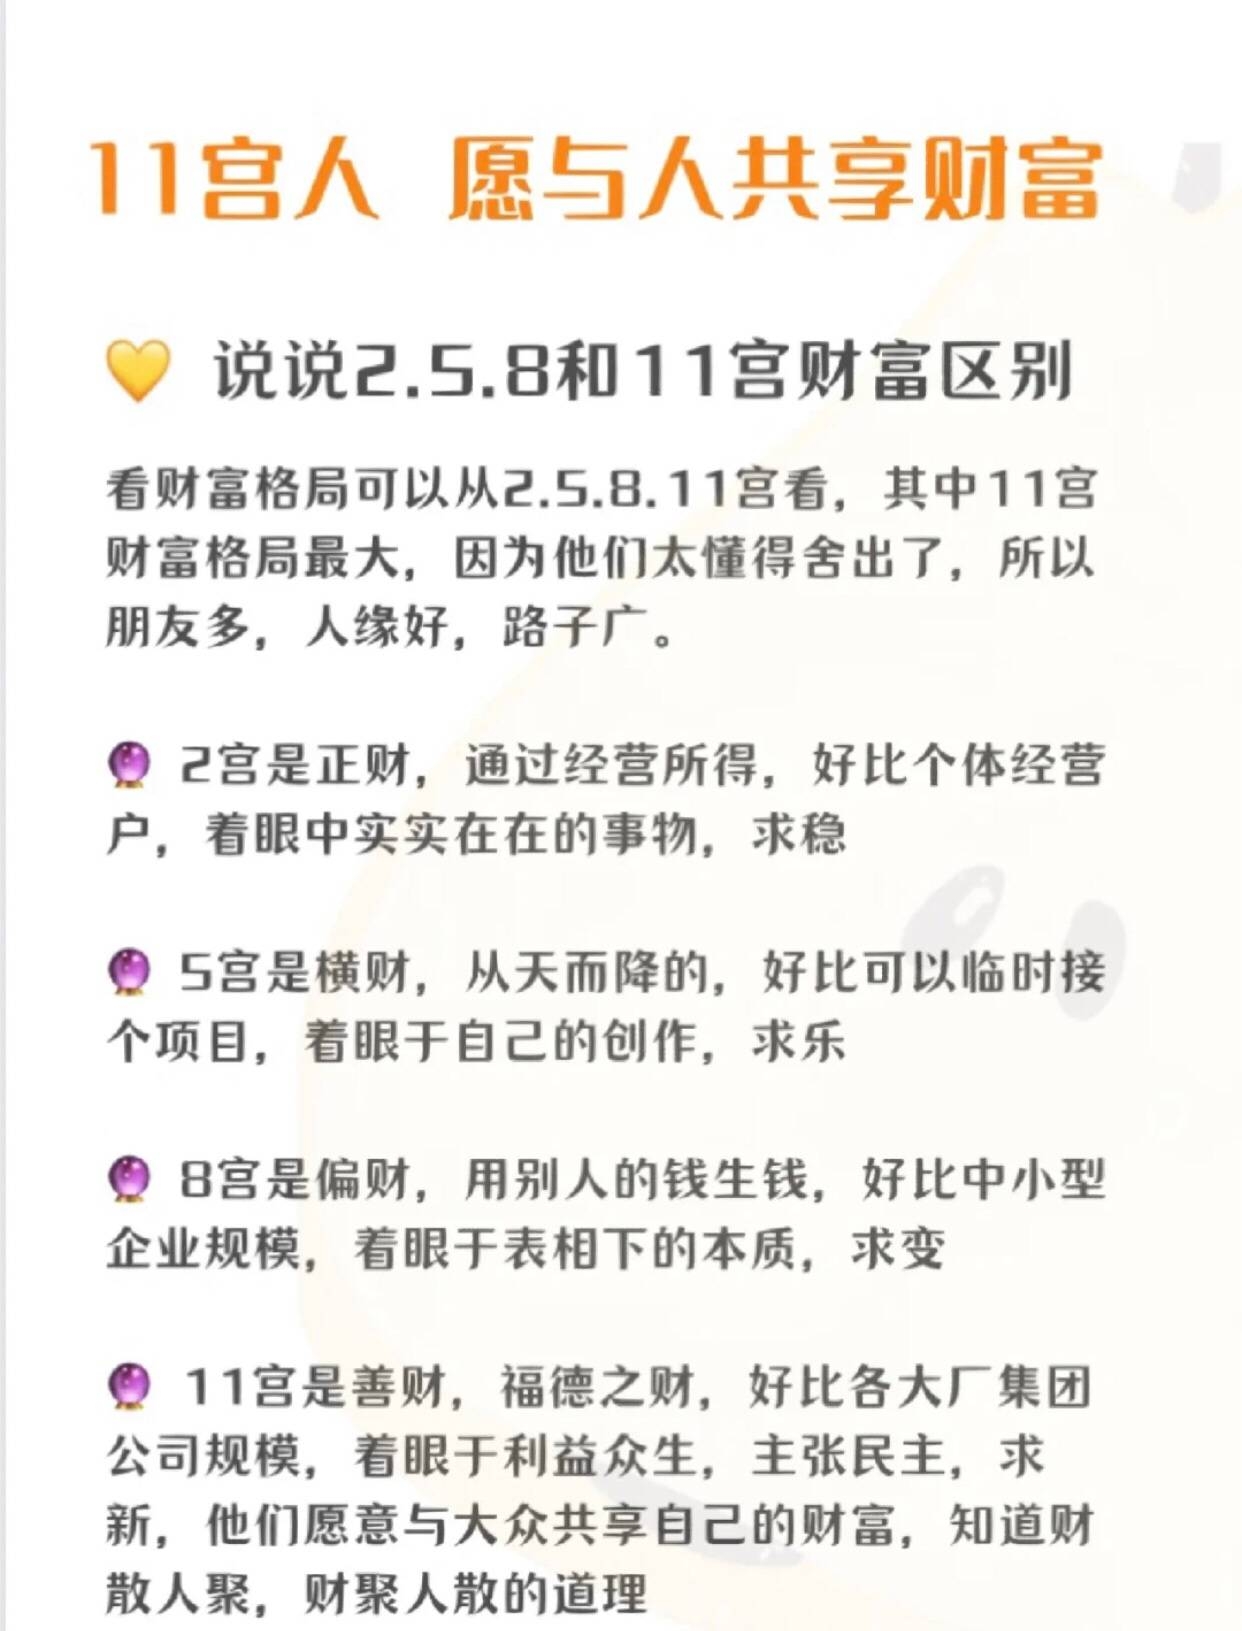 11宫人 愿与人共享财富
💛 说说2.5.8和11宫财富区别
看财富格局可以从2.5.8.11宫看，其中11宫
财富格局最大，因为他们太懂得舍出了，所以
朋友多，人缘好，路子广。
🔮 2宫是正财，通过经营所得，好比个体经营
户，着眼中实实在在的事物，求稳
🔮 5宫是横财，从天而降的，好比可以临时接
个项目，着眼于自己的创作，求乐
🔮 8宫是偏财，用别人的钱生钱，好比中小型
企业规模，着眼于表相下的本质，求变
🔮 11宫是善财，福德之财，好比各大厂集团
公司规模，着眼于利益众生，主张民主，求
新，他们愿意与大众共享自己的财富，知道财
散人聚，财聚人散的道理